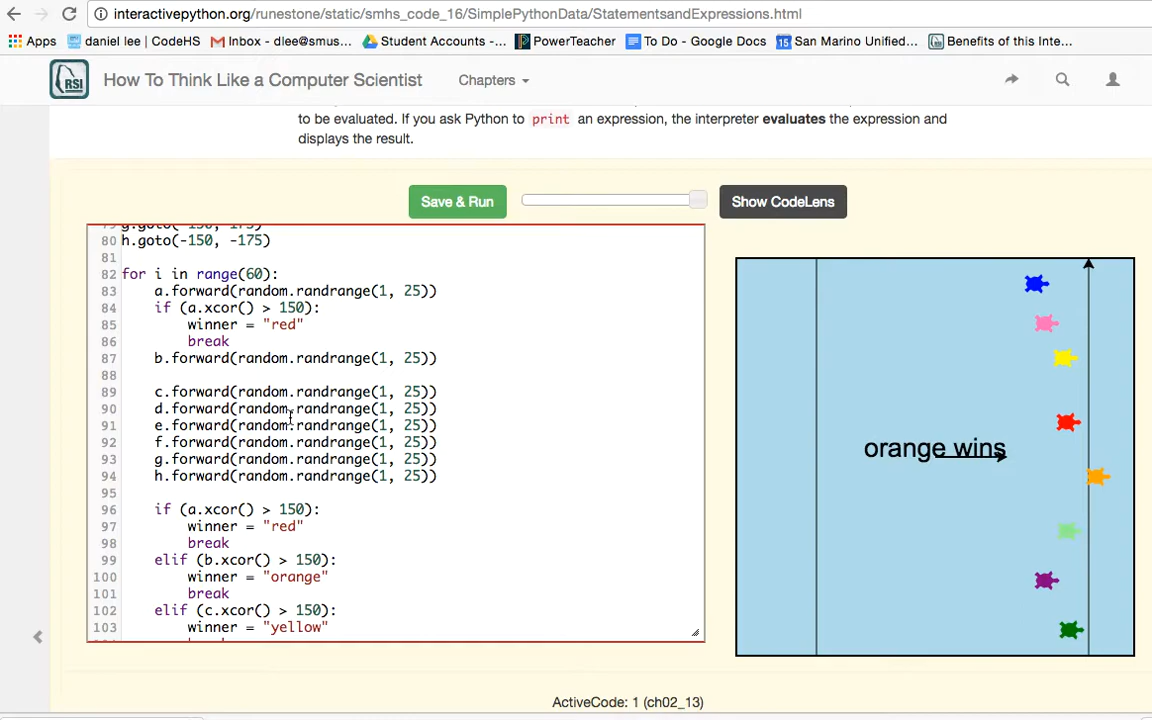 interactivepython.org/runestone/static/smhs_code_16/SimplePythonData/StatementsandExpressions.html
Apps daniel lee | CodeHS Inbox - dlee@smus... Student Accounts -... PowerTeacher To Do - Google Docs 15 San Marino Unified... Benefits of this Inte...
RSI How To Think Like a Computer Scientist Chapters
to be evaluated. If you ask Python to print an expression, the interpreter evaluates the expression and
displays the result.
Save & Run Show CodeLens
80 h.goto(-150, -175)
81
82 for i in range(60):
83 a.forward(random.randrange(1, 25))
84 if (a.xcor() > 150):
85 winner = "red"
86 break
87 b.forward(random.randrange(1, 25))
88
89 c.forward(random.randrange(1, 25))
90 d.forward(random.randrange(1, 25))
91 e.forward(random.randrange(1, 25))
92 f.forward(random.randrange(1, 25))
93 g.forward(random.randrange(1, 25))
94 h.forward(random.randrange(1, 25))
95
96 if (a.xcor() > 150):
97 winner = "red"
98 break
99 elif (b.xcor() > 150):
100 winner = "orange"
101 break
102 elif (c.xcor() > 150):
103 winner = "yellow"
orange wins
ActiveCode: 1 (ch02_13)